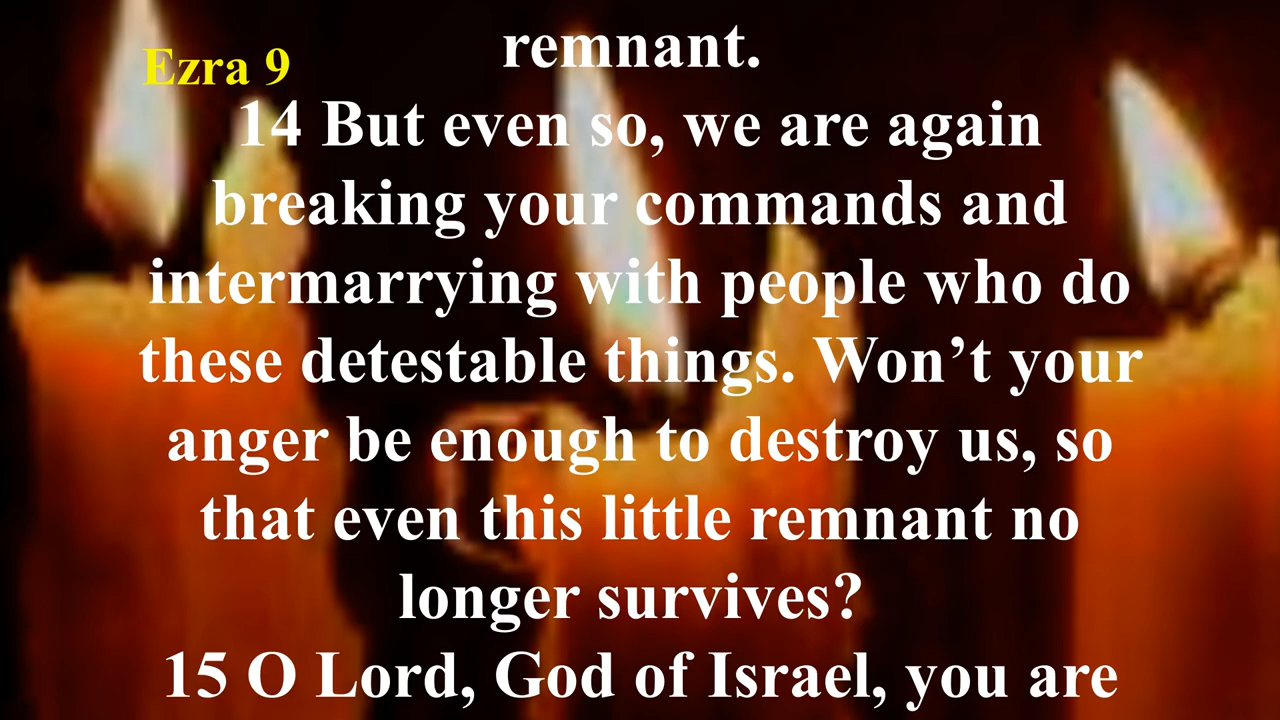 remnant.
Ezra 9
14 But even so, we are again
breaking your commands and
intermarrying with people who do
these detestable things. Won’t your
anger be enough to destroy us, so
that even this little remnant no
longer survives?
15 O Lord, God of Israel, you are